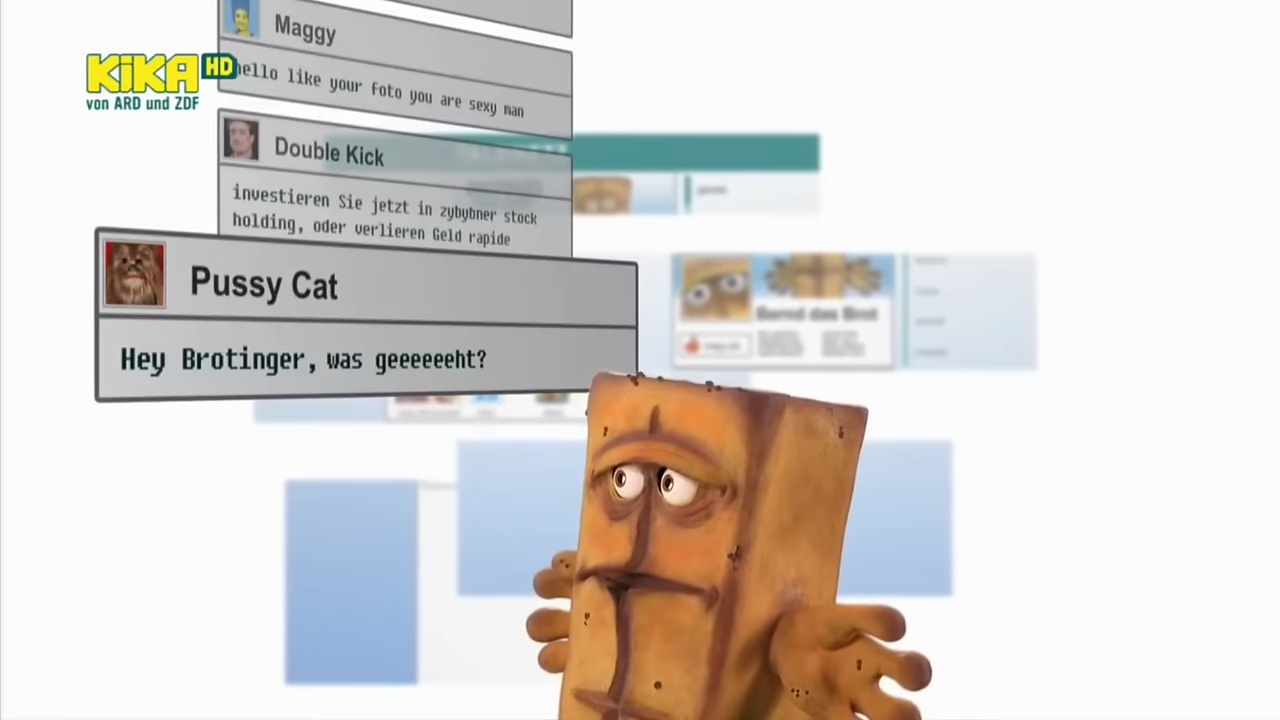 Maggy
hello like your foto you are sexy man
KiKA HD
von ARD und ZDF
Double Kick
investieren Sie jetzt in zybybner stock
holding, oder verlieren Geld rapide
Pussy Cat
Hey Brotinger, was geeeeeeht?
Bernd das Brot